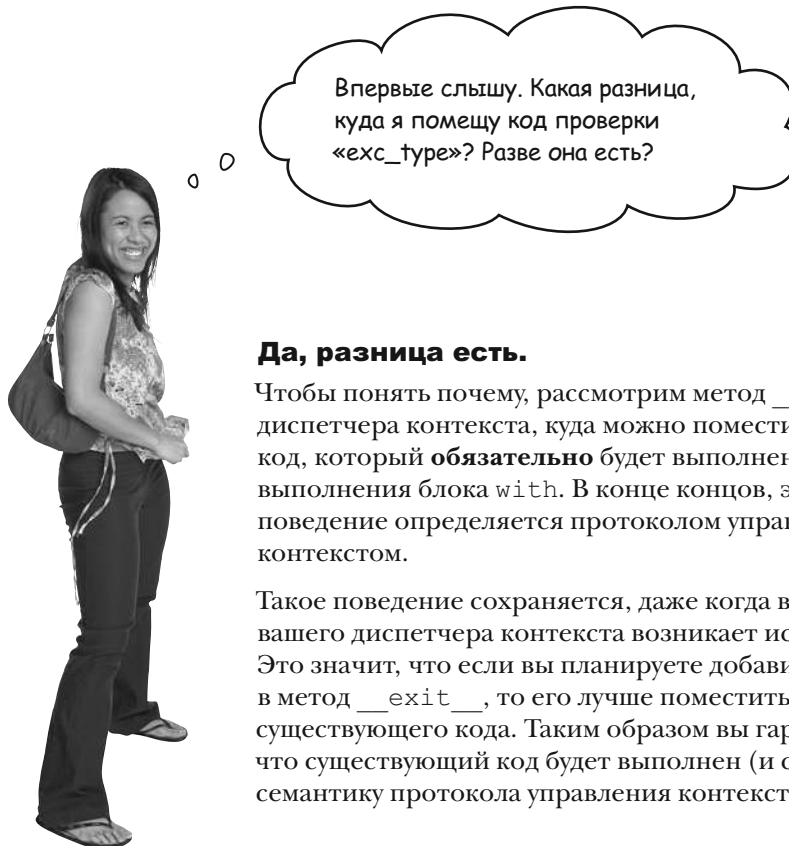 Впервые слышу. Какая разница,
куда я помещу код проверки
«exc_type»? Разве она есть?
Да, разница есть.
Чтобы понять почему, рассмотрим метод __
диспетчера контекста, куда можно помести
код, который обязательно будет выполнен
выполнения блока with. В конце концов, э
поведение определяется протоколом управ
контекстом.
Такое поведение сохраняется, даже когда в
вашего диспетчера контекста возникает ис
Это значит, что если вы планируете добави
в метод __exit__, то его лучше поместить
существующего кода. Таким образом вы гар
что существующий код будет выполнен (и с
семантику протокола управления контекст